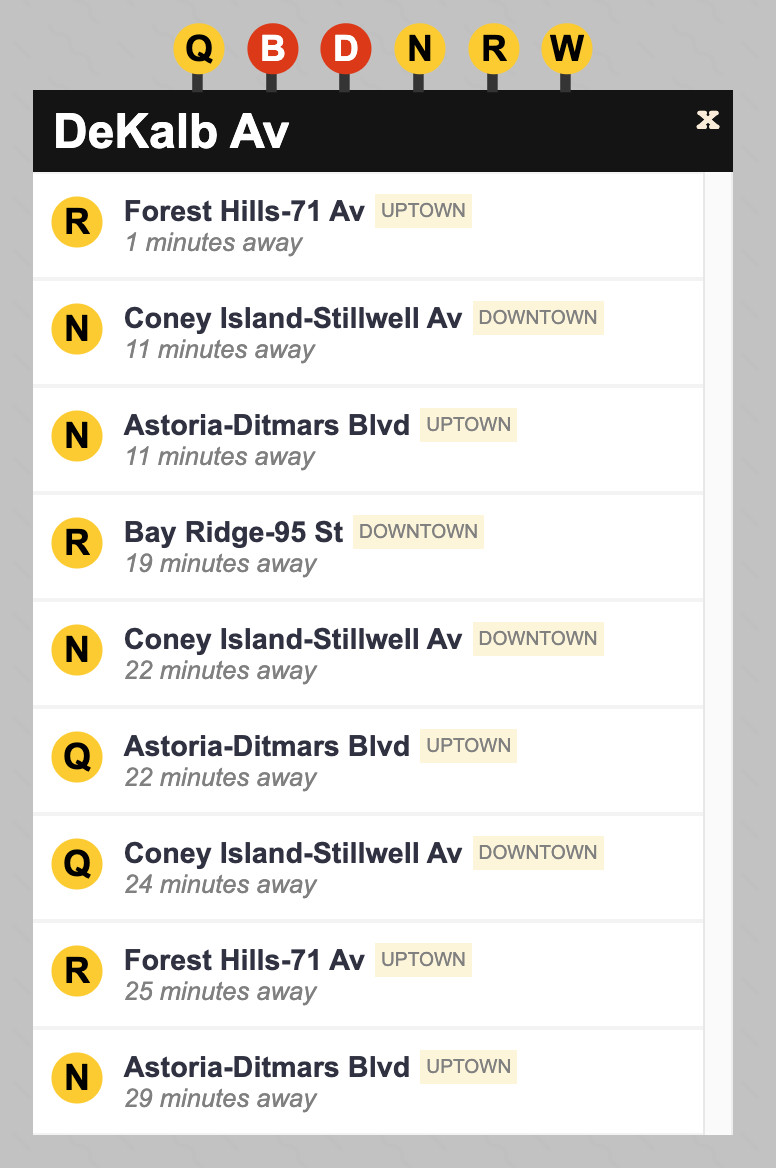 Q B D N R W
DeKalb Av x
R Forest Hills-71 Av UPTOWN
1 minutes away
N Coney Island-Stillwell Av DOWNTOWN
11 minutes away
N Astoria-Ditmars Blvd UPTOWN
11 minutes away
R Bay Ridge-95 St DOWNTOWN
19 minutes away
N Coney Island-Stillwell Av DOWNTOWN
22 minutes away
Q Astoria-Ditmars Blvd UPTOWN
22 minutes away
Q Coney Island-Stillwell Av DOWNTOWN
24 minutes away
R Forest Hills-71 Av UPTOWN
25 minutes away
N Astoria-Ditmars Blvd UPTOWN
29 minutes away